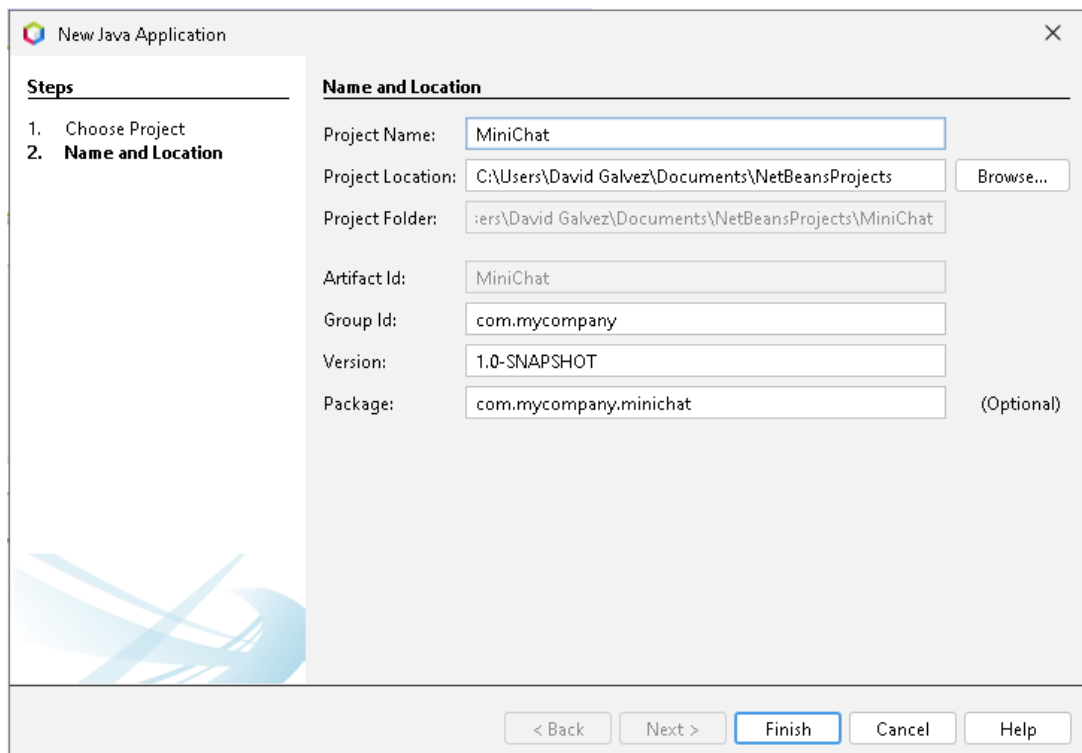 New Java Application
Steps
1. Choose Project
2. Name and Location
Name and Location
Project Name: MiniChat
Project Location: C:\Users\David Galvez\Documents\NetBeansProjects Browse...
Project Folder: :ers\David Galvez\Documents\NetBeansProjects\MiniChat
Artifact Id: MiniChat
Group Id: com.mycompany
Version: 1.0-SNAPSHOT
Package: com.mycompany.minichat (Optional)
< Back Next > Finish Cancel Help